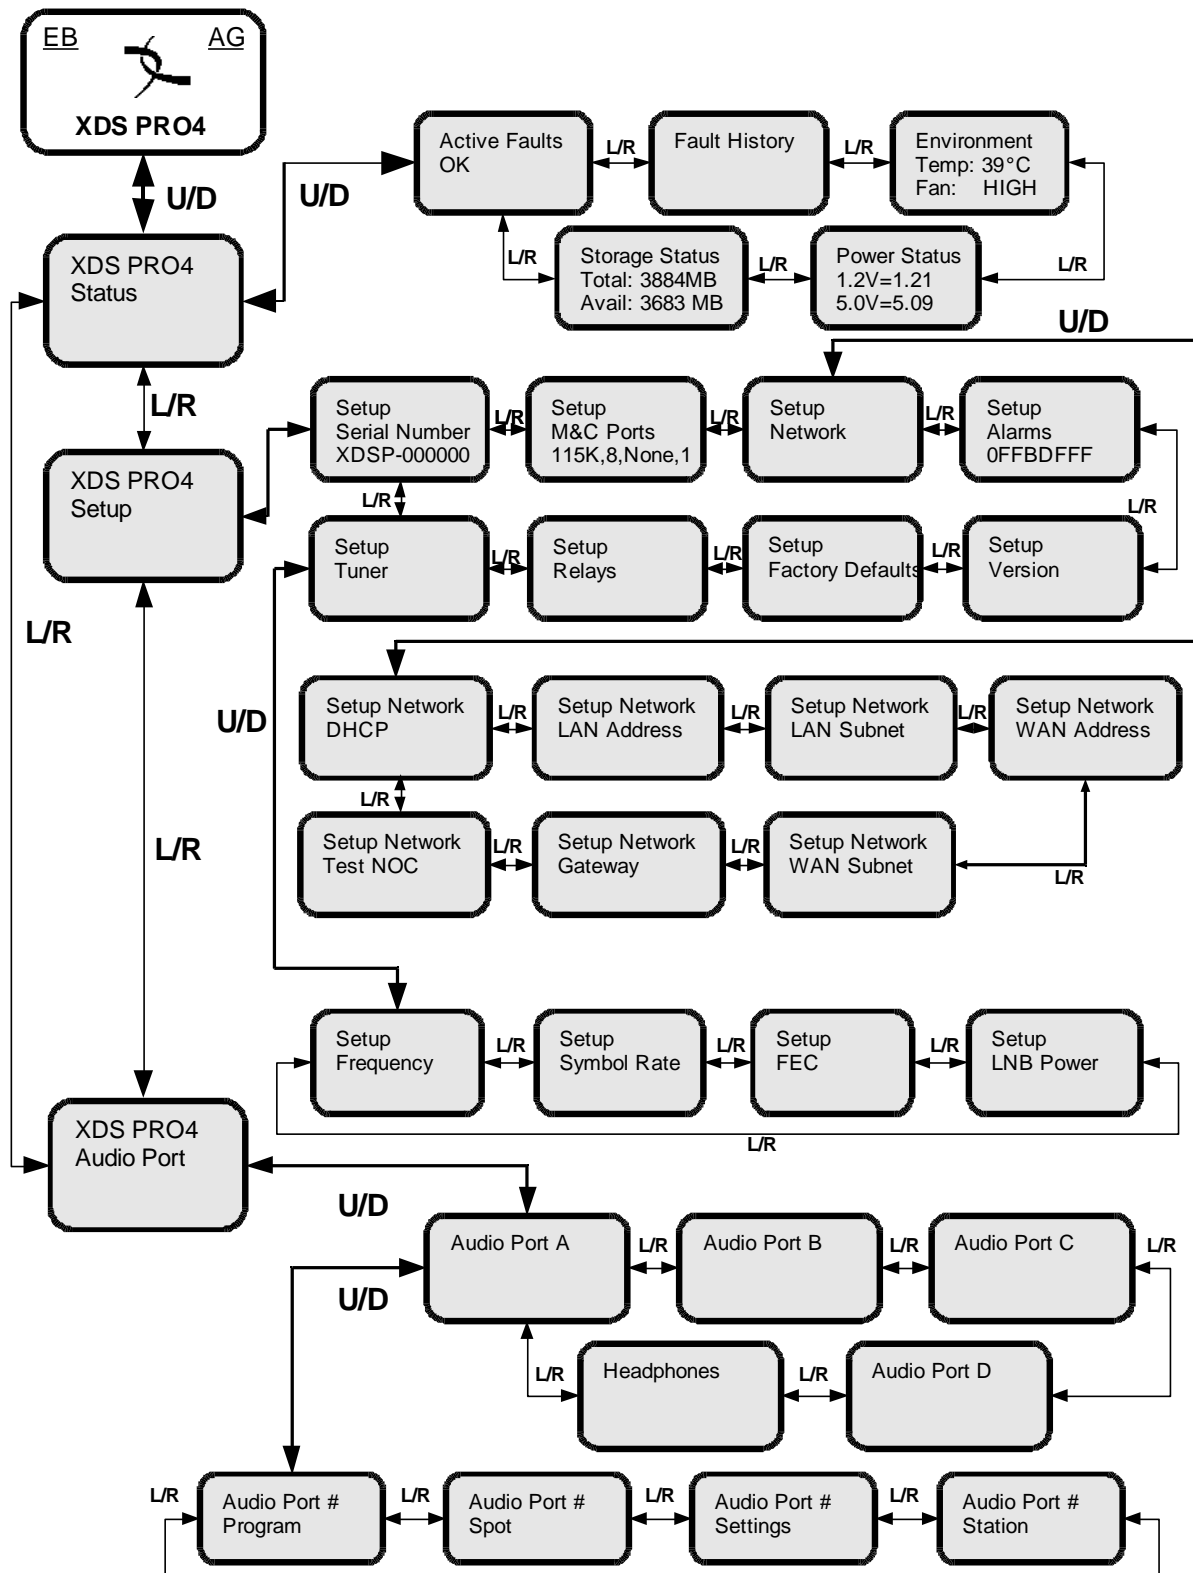 EB AG
XDS PRO4
U/D
U/D
Active Faults
OK
L/R
Fault History
L/R
Environment
Temp: 39°C
Fan: HIGH
XDS PRO4
Status
L/R
Storage Status
Total: 3884MB
Avail: 3683 MB
L/R
Power Status
1.2V=1.21
5.0V=5.09
L/R
U/D
L/R
Setup
Serial Number
XDSP-000000
L/R
Setup
M&C Ports
115K,8,None,1
L/R
Setup
Network
L/R
Setup
Alarms
0FFBDFFF
XDS PRO4
Setup
L/R
L/R
Setup
Tuner
L/R
Setup
Relays
L/R
Setup
Factory Defaults
L/R
Setup
Version
L/R
U/D
Setup Network
DHCP
L/R
Setup Network
LAN Address
L/R
Setup Network
LAN Subnet
L/R
Setup Network
WAN Address
L/R
L/R
Setup Network
Test NOC
L/R
Setup Network
Gateway
L/R
Setup Network
WAN Subnet
L/R
Setup
Frequency
L/R
Setup
Symbol Rate
L/R
Setup
FEC
L/R
Setup
LNB Power
L/R
XDS PRO4
Audio Port
U/D
Audio Port A
L/R
Audio Port B
L/R
Audio Port C
L/R
U/D
L/R
Headphones
L/R
Audio Port D
L/R
Audio Port #
Program
L/R
Audio Port #
Spot
L/R
Audio Port #
Settings
L/R
Audio Port #
Station
L/R